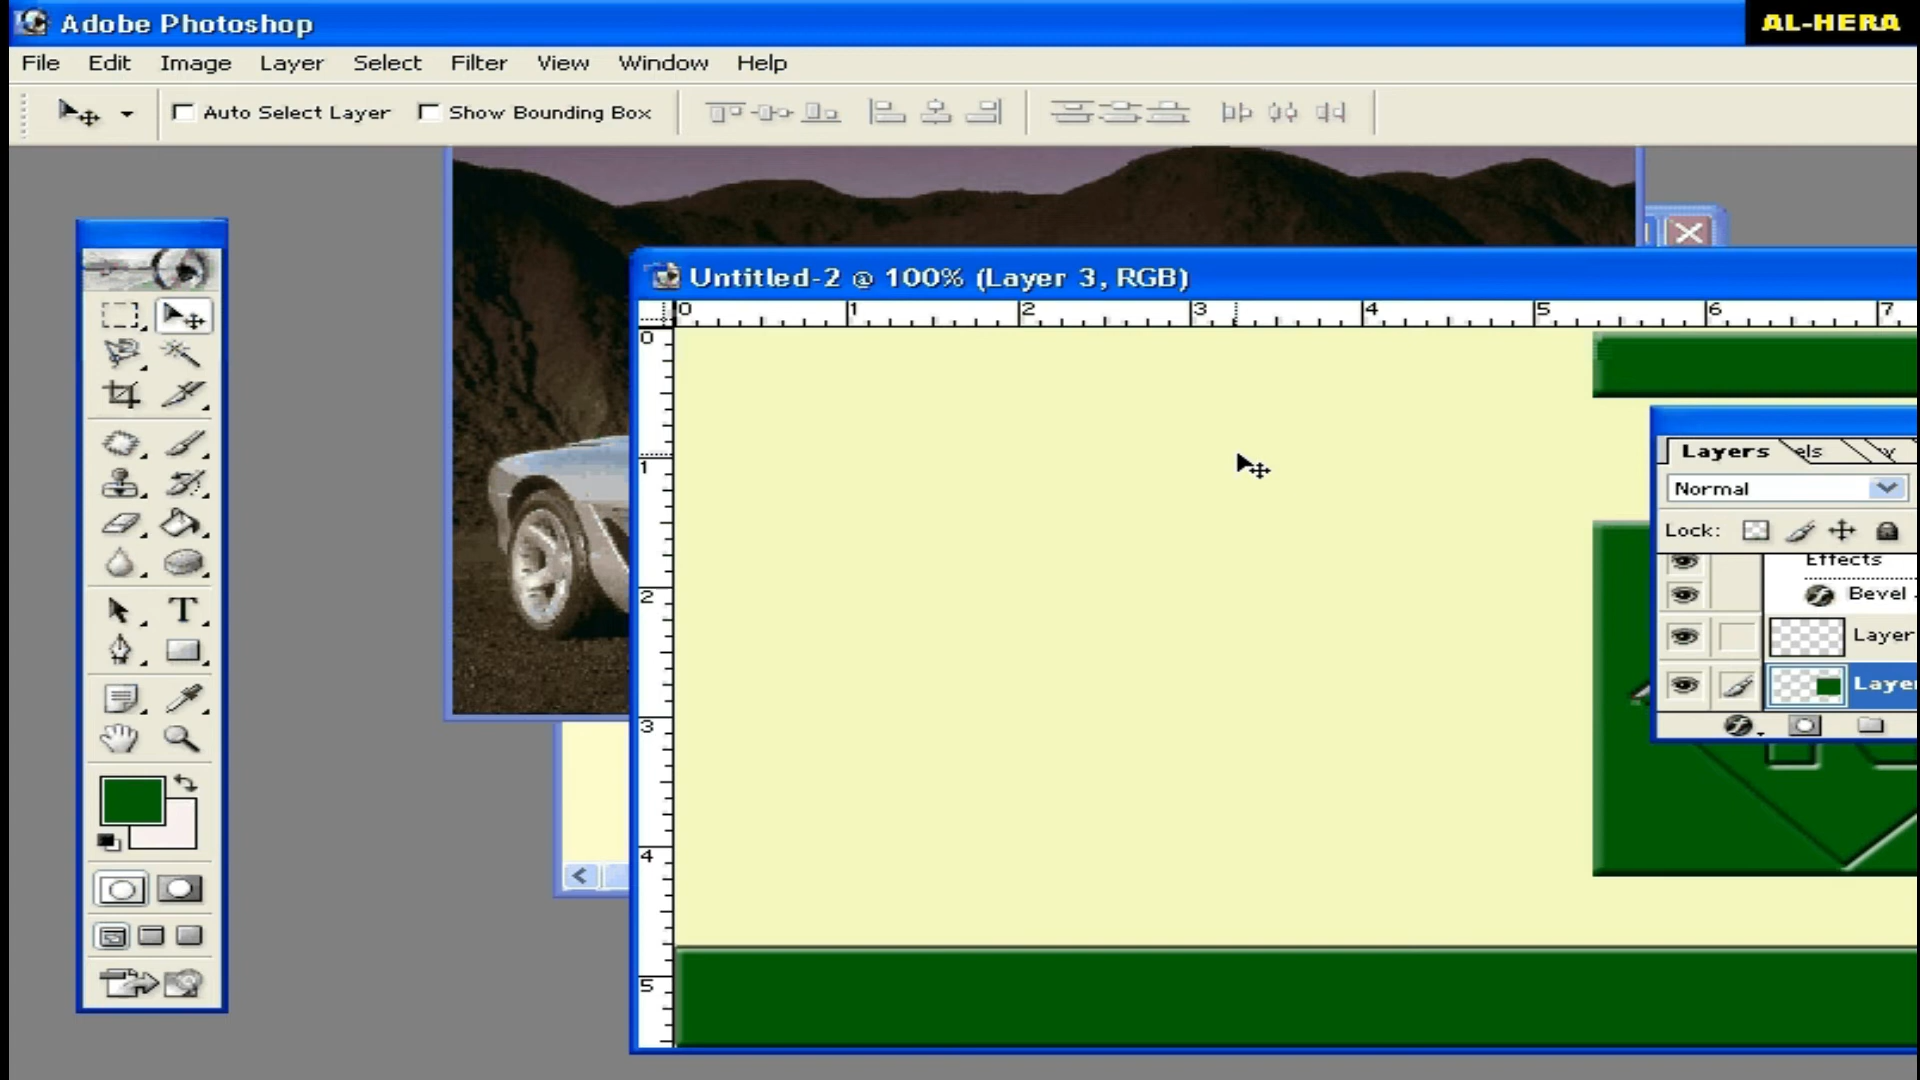 Adobe Photoshop
AL-HERA
File Edit Image Layer Select Filter View Window Help
Auto Select Layer Show Bounding Box
Untitled-2 @ 100% (Layer 3, RGB)
0 1 2 3 4 5 6 7
0
1
2
3
4
5
Layers els y
Normal
Lock:
Effects
Bevel
Layer
Layer
T